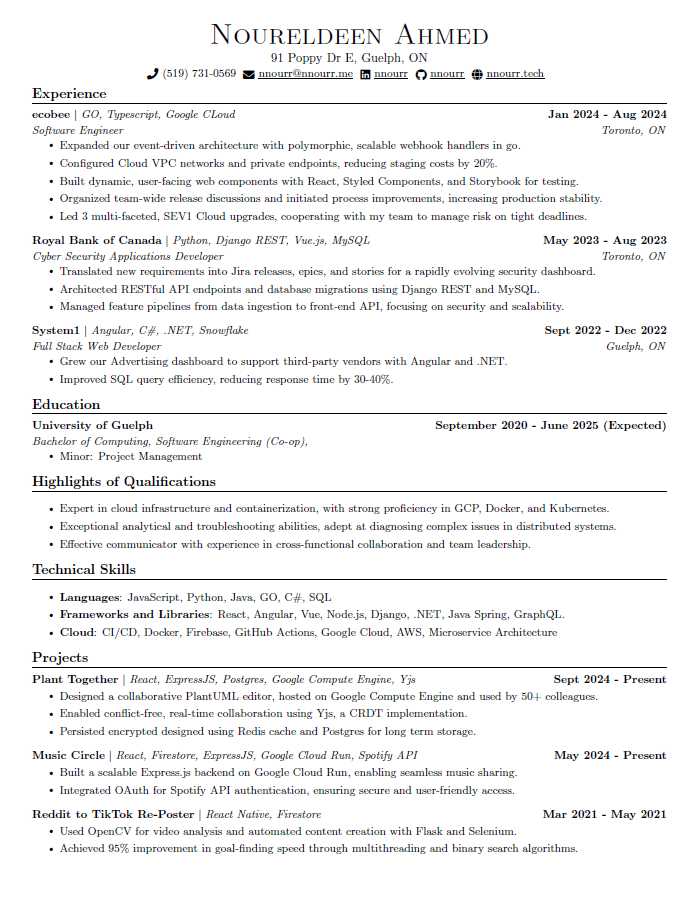 Noureldeen Ahmed
91 Poppy Dr E, Guelph, ON
(519) 731-0569 nnourr@nnourr.me nnourr nnourr nnourr.tech
Experience
ecobee | GO, Typescript, Google CLoud Jan 2024 - Aug 2024
Software Engineer Toronto, ON
• Expanded our event-driven architecture with polymorphic, scalable webhook handlers in go.
• Configured Cloud VPC networks and private endpoints, reducing staging costs by 20%.
• Built dynamic, user-facing web components with React, Styled Components, and Storybook for testing.
• Organized team-wide release discussions and initiated process improvements, increasing production stability.
• Led 3 multi-faceted, SEV1 Cloud upgrades, cooperating with my team to manage risk on tight deadlines.
Royal Bank of Canada | Python, Django REST, Vue.js, MySQL May 2023 - Aug 2023
Cyber Security Applications Developer Toronto, ON
• Translated new requirements into Jira releases, epics, and stories for a rapidly evolving security dashboard.
• Architected RESTful API endpoints and database migrations using Django REST and MySQL.
• Managed feature pipelines from data ingestion to front-end API, focusing on security and scalability.
System1 | Angular, C#, .NET, Snowflake Sept 2022 - Dec 2022
Full Stack Web Developer Guelph, ON
• Grew our Advertising dashboard to support third-party vendors with Angular and .NET.
• Improved SQL query efficiency, reducing response time by 30-40%.
Education
University of Guelph September 2020 - June 2025 (Expected)
Bachelor of Computing, Software Engineering (Co-op),
• Minor: Project Management
Highlights of Qualifications
• Expert in cloud infrastructure and containerization, with strong proficiency in GCP, Docker, and Kubernetes.
• Exceptional analytical and troubleshooting abilities, adept at diagnosing complex issues in distributed systems.
• Effective communicator with experience in cross-functional collaboration and team leadership.
Technical Skills
• Languages: JavaScript, Python, Java, GO, C#, SQL
• Frameworks and Libraries: React, Angular, Vue, Node.js, Django, .NET, Java Spring, GraphQL.
• Cloud: CI/CD, Docker, Firebase, GitHub Actions, Google Cloud, AWS, Microservice Architecture
Projects
Plant Together | React, ExpressJS, Postgres, Google Compute Engine, Yjs Sept 2024 - Present
• Designed a collaborative PlantUML editor, hosted on Google Compute Engine and used by 50+ colleagues.
• Enabled conflict-free, real-time collaboration using Yjs, a CRDT implementation.
• Persisted encrypted designed using Redis cache and Postgres for long term storage.
Music Circle | React, Firestore, ExpressJS, Google Cloud Run, Spotify API May 2024 - Present
• Built a scalable Express.js backend on Google Cloud Run, enabling seamless music sharing.
• Integrated OAuth for Spotify API authentication, ensuring secure and user-friendly access.
Reddit to TikTok Re-Poster | React Native, Firestore Mar 2021 - May 2021
• Used OpenCV for video analysis and automated content creation with Flask and Selenium.
• Achieved 95% improvement in goal-finding speed through multithreading and binary search algorithms.